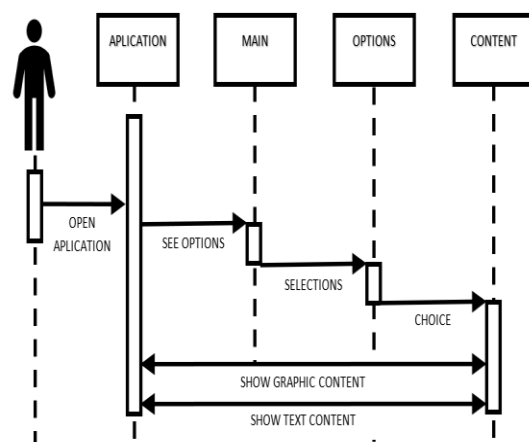 APLICATION
MAIN
OPTIONS
CONTENT
OPEN
APLICATION
SEE OPTIONS
SELECTIONS
CHOICE
SHOW GRAPHIC CONTENT
SHOW TEXT CONTENT